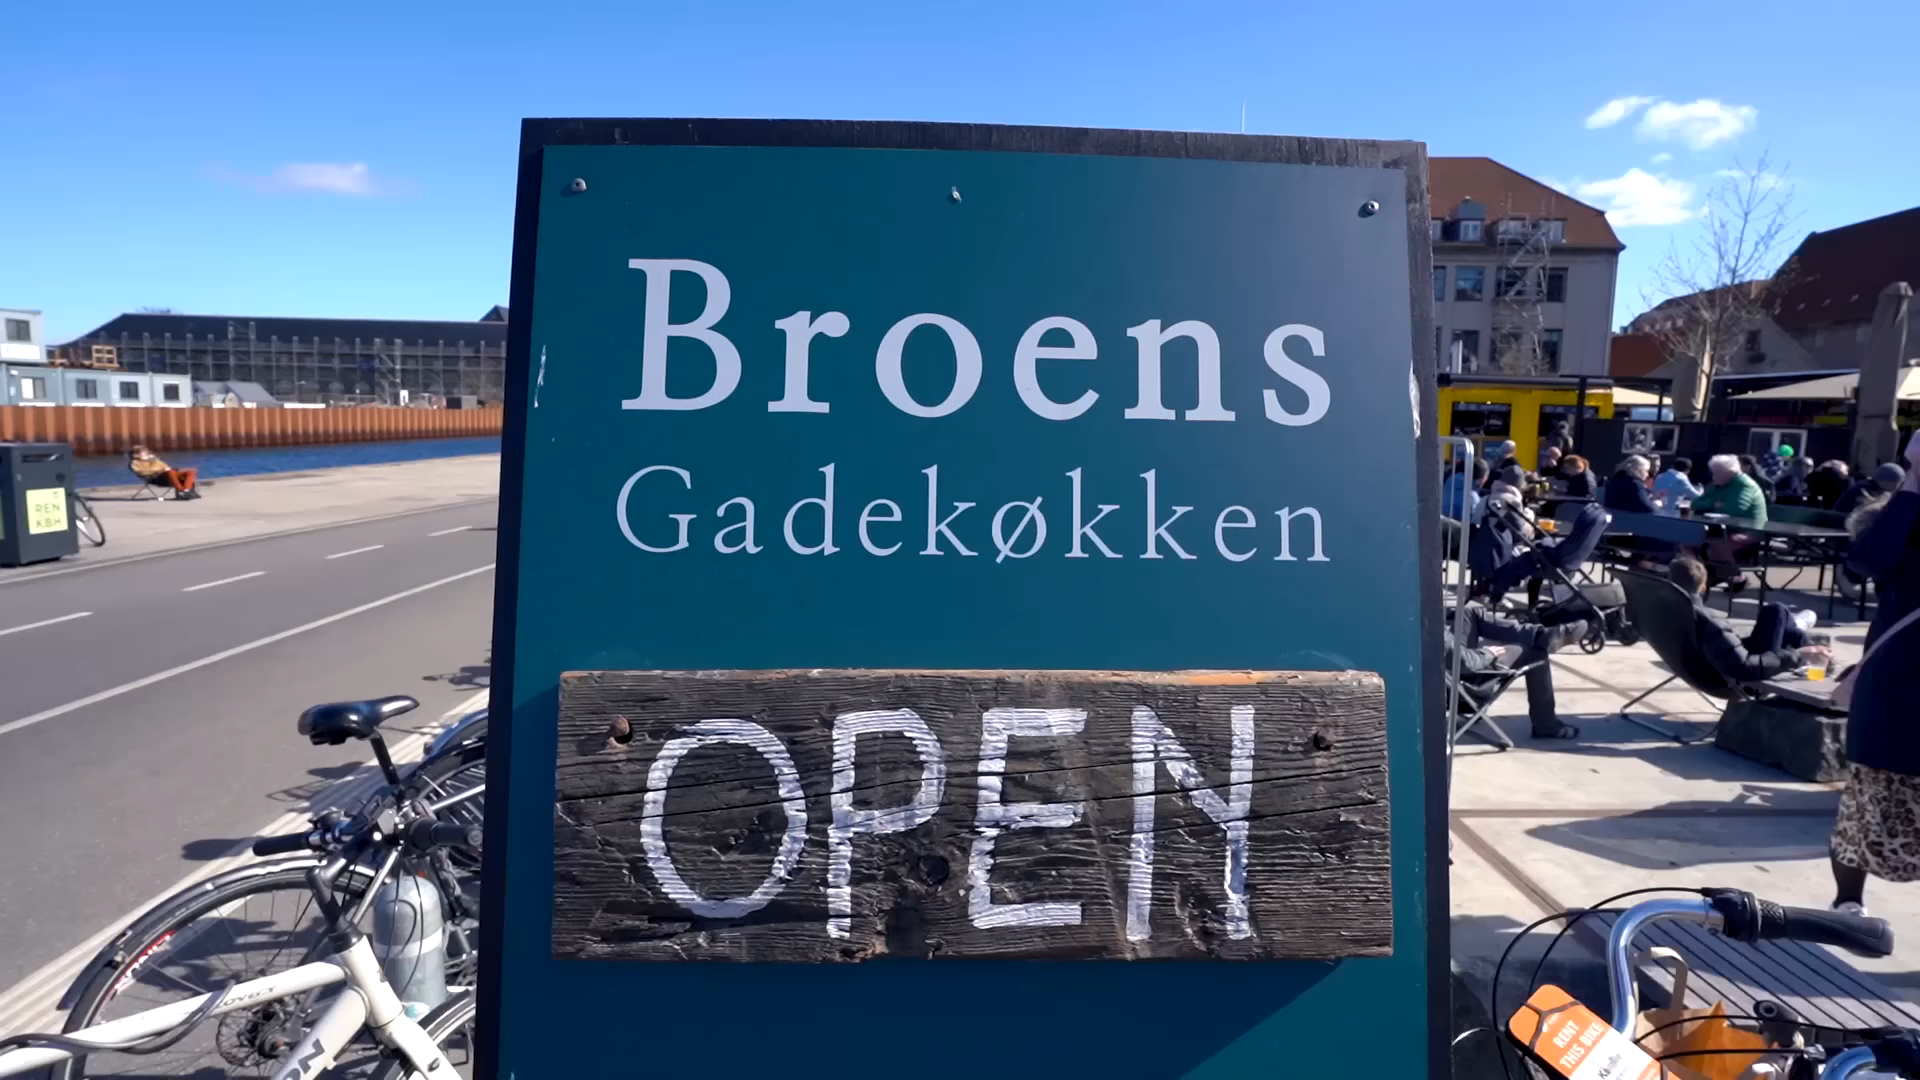 Broens
Gadekøkken
OPEN
REN
KBH
RENT
THIS BIKE